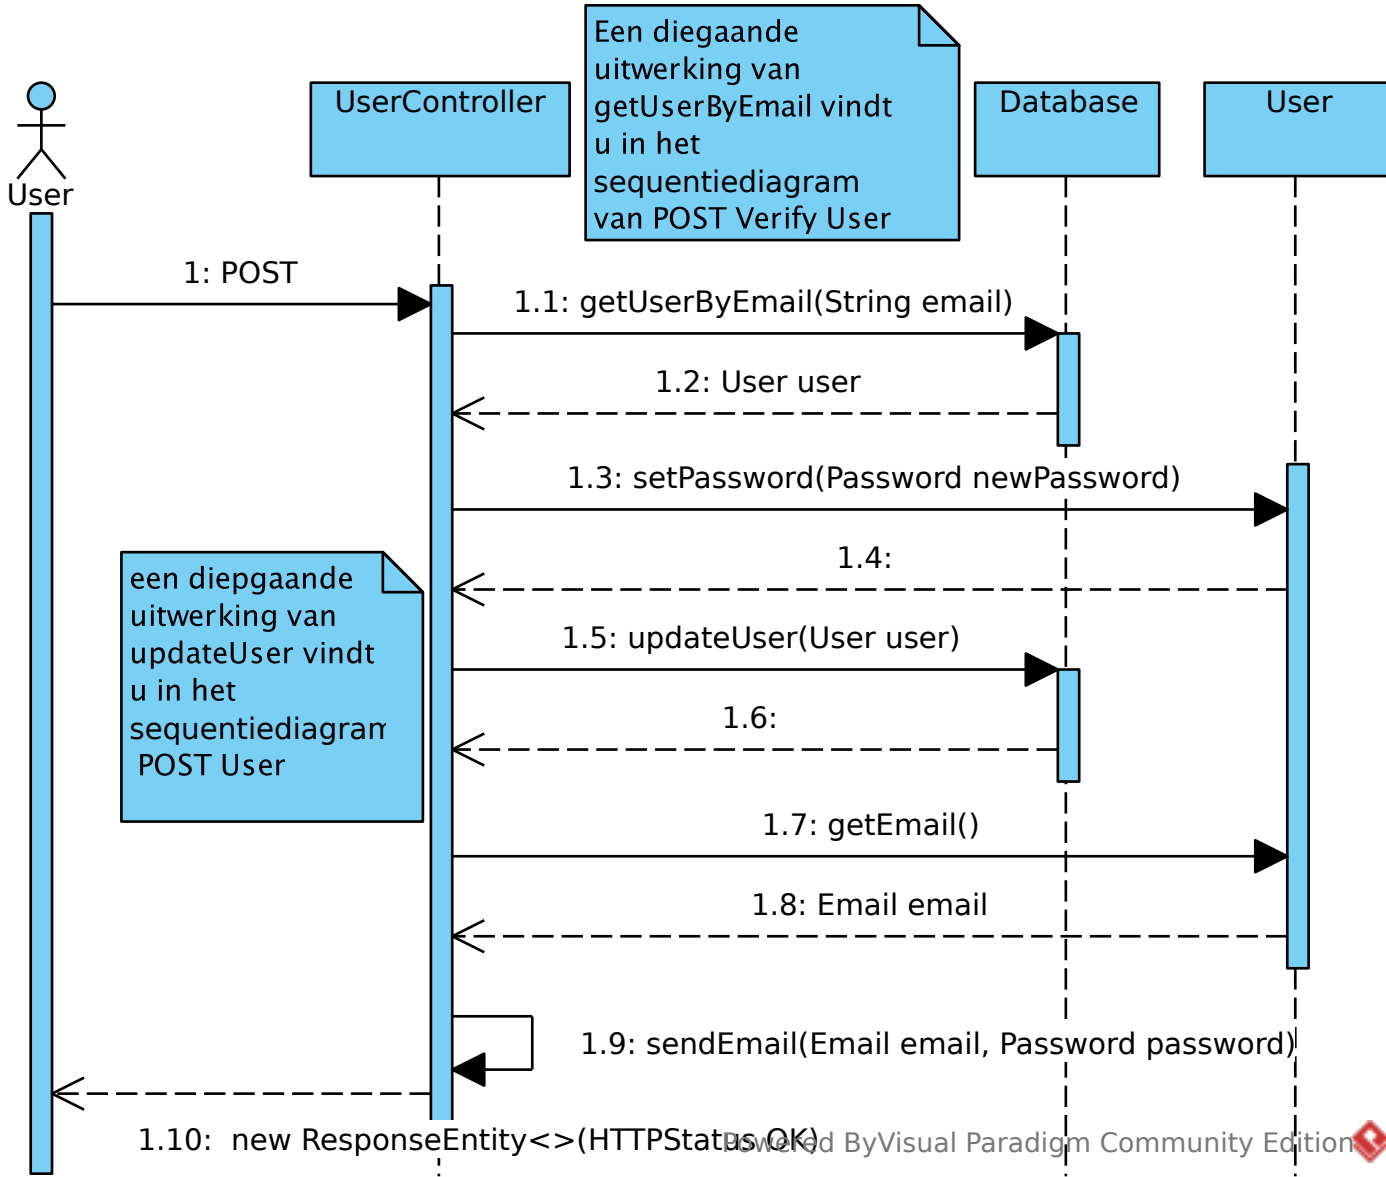 Een diegaande
uitwerking van
getUserByEmail vindt
u in het
sequentiediagram
van POST Verify User
User
UserController
Database
User
1: POST
1.1: getUserByEmail(String email)
1.2: User user
1.3: setPassword(Password newPassword)
1.4:
een diepgaande
uitwerking van
updateUser vindt
u in het
sequentiediagram
POST User
1.5: updateUser(User user)
1.6:
1.7: getEmail()
1.8: Email email
1.9: sendEmail(Email email, Password password)
1.10: new ResponseEntity<>(HTTPStatus.OK)
Powered ByVisual Paradigm Community Edition